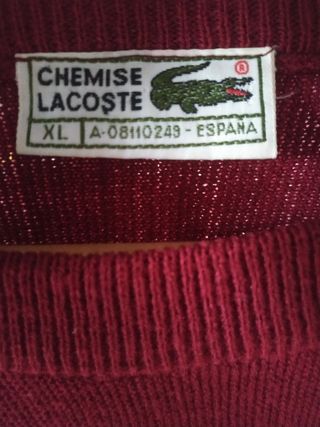 CHEMISE
LACOSTE
®
XL A-08110249-ESPAÑA